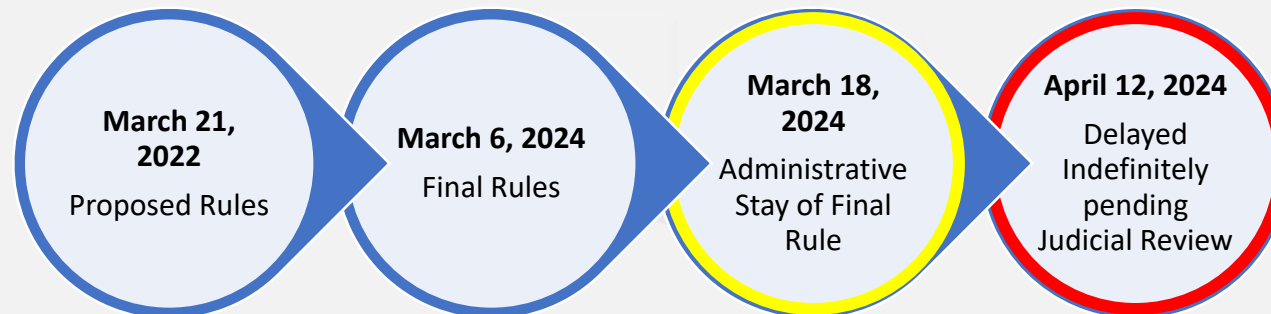 March 21,
2022
Proposed Rules
March 6, 2024
Final Rules
March 18,
2024
Administrative
Stay of Final
Rule
April 12, 2024
Delayed
Indefinitely
pending
Judicial Review